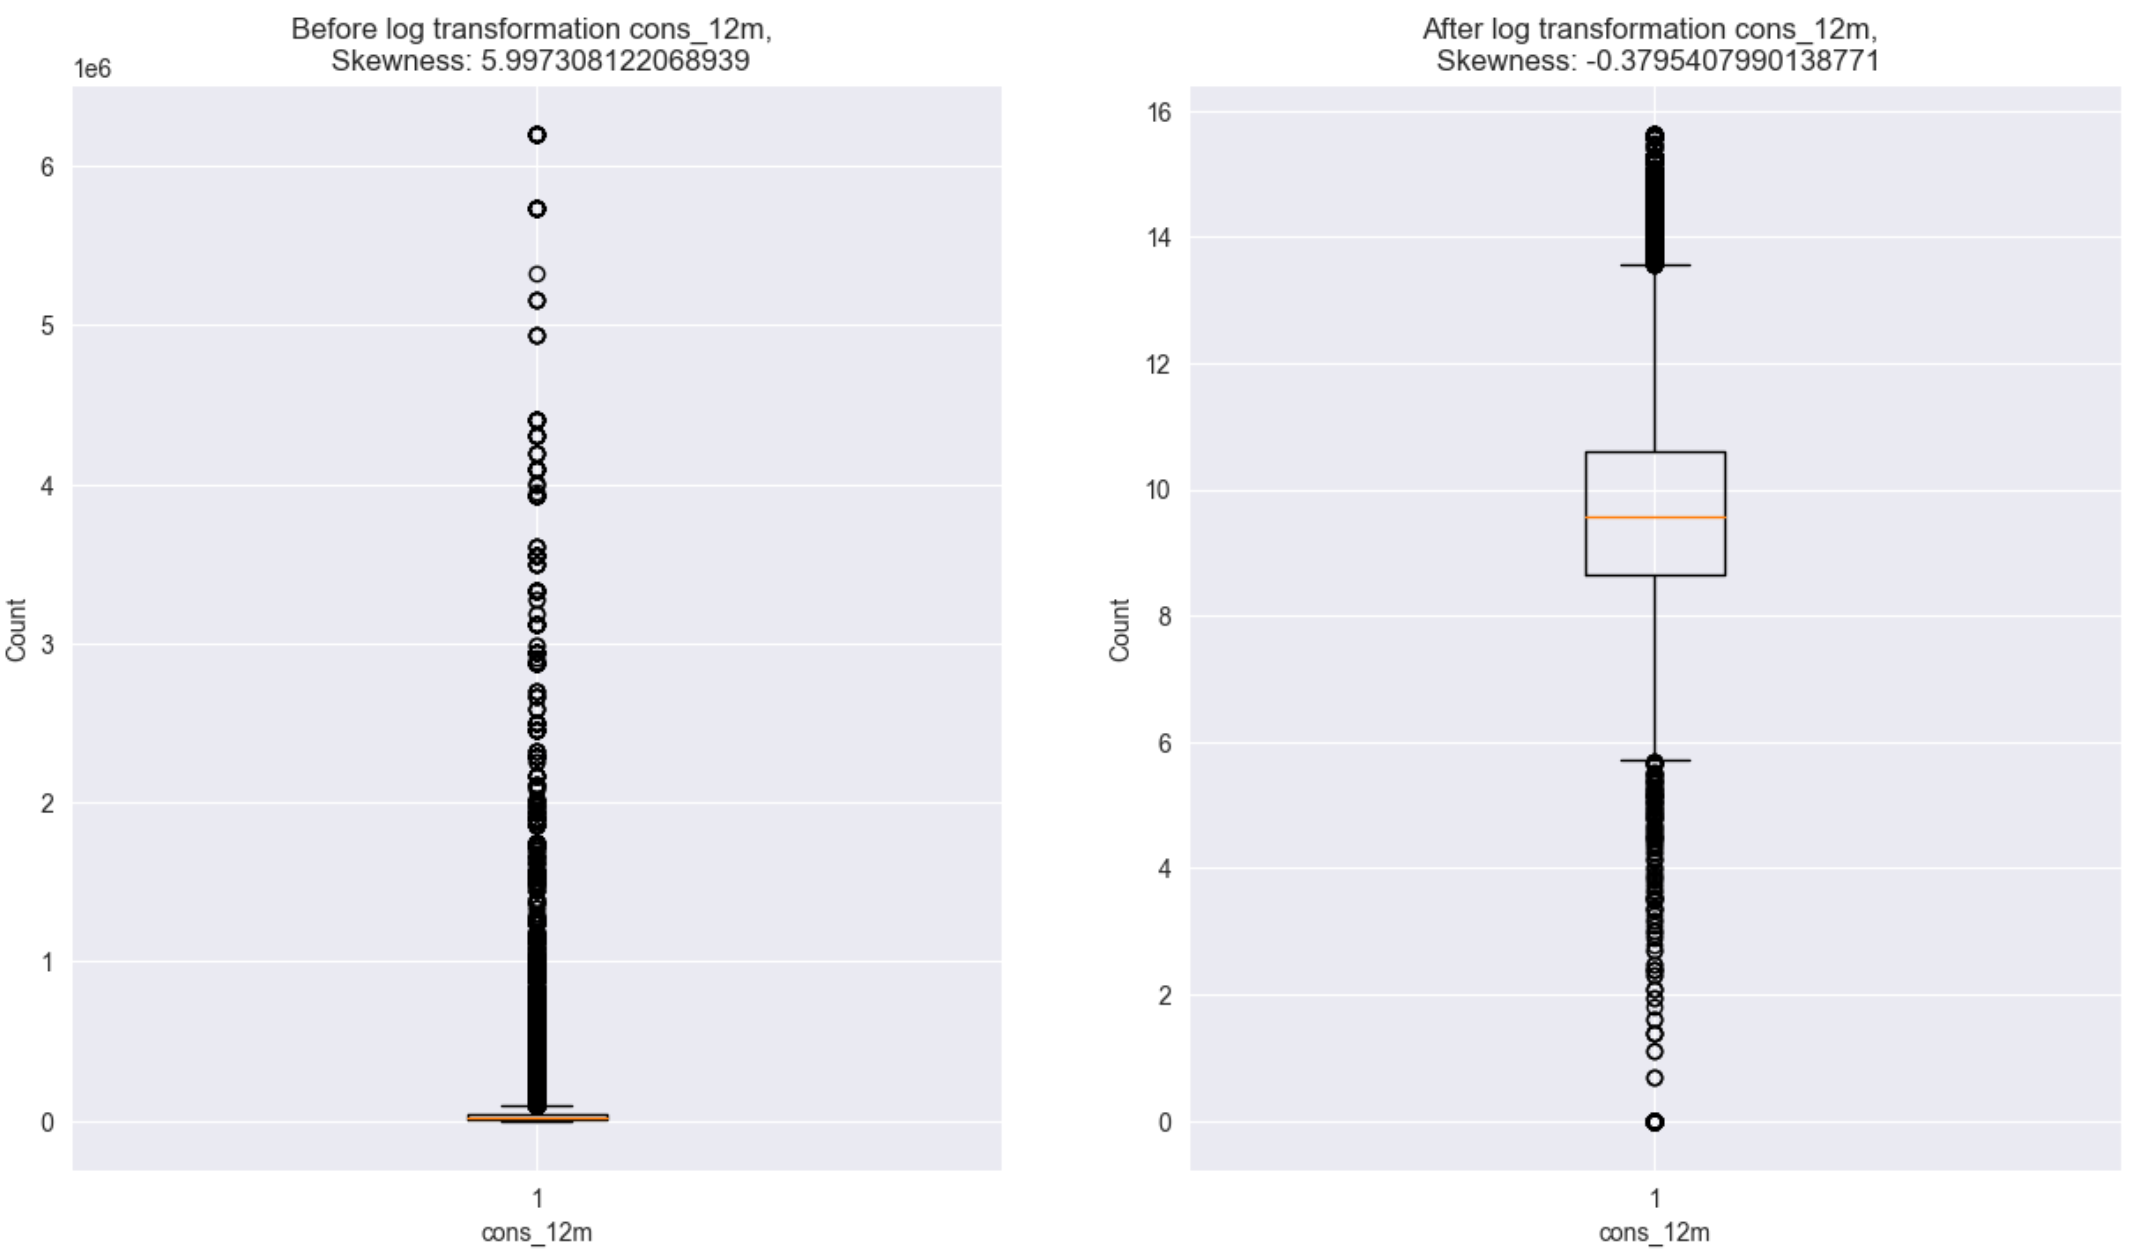 Before log transformation cons_12m,
Skewness: 5.997308122068939
1e6
6
5
4
3
2
1
0
Count
1
cons_12m
After log transformation cons_12m,
Skewness: -0.3795407990138771
16
14
12
10
8
6
4
2
0
Count
1
cons_12m